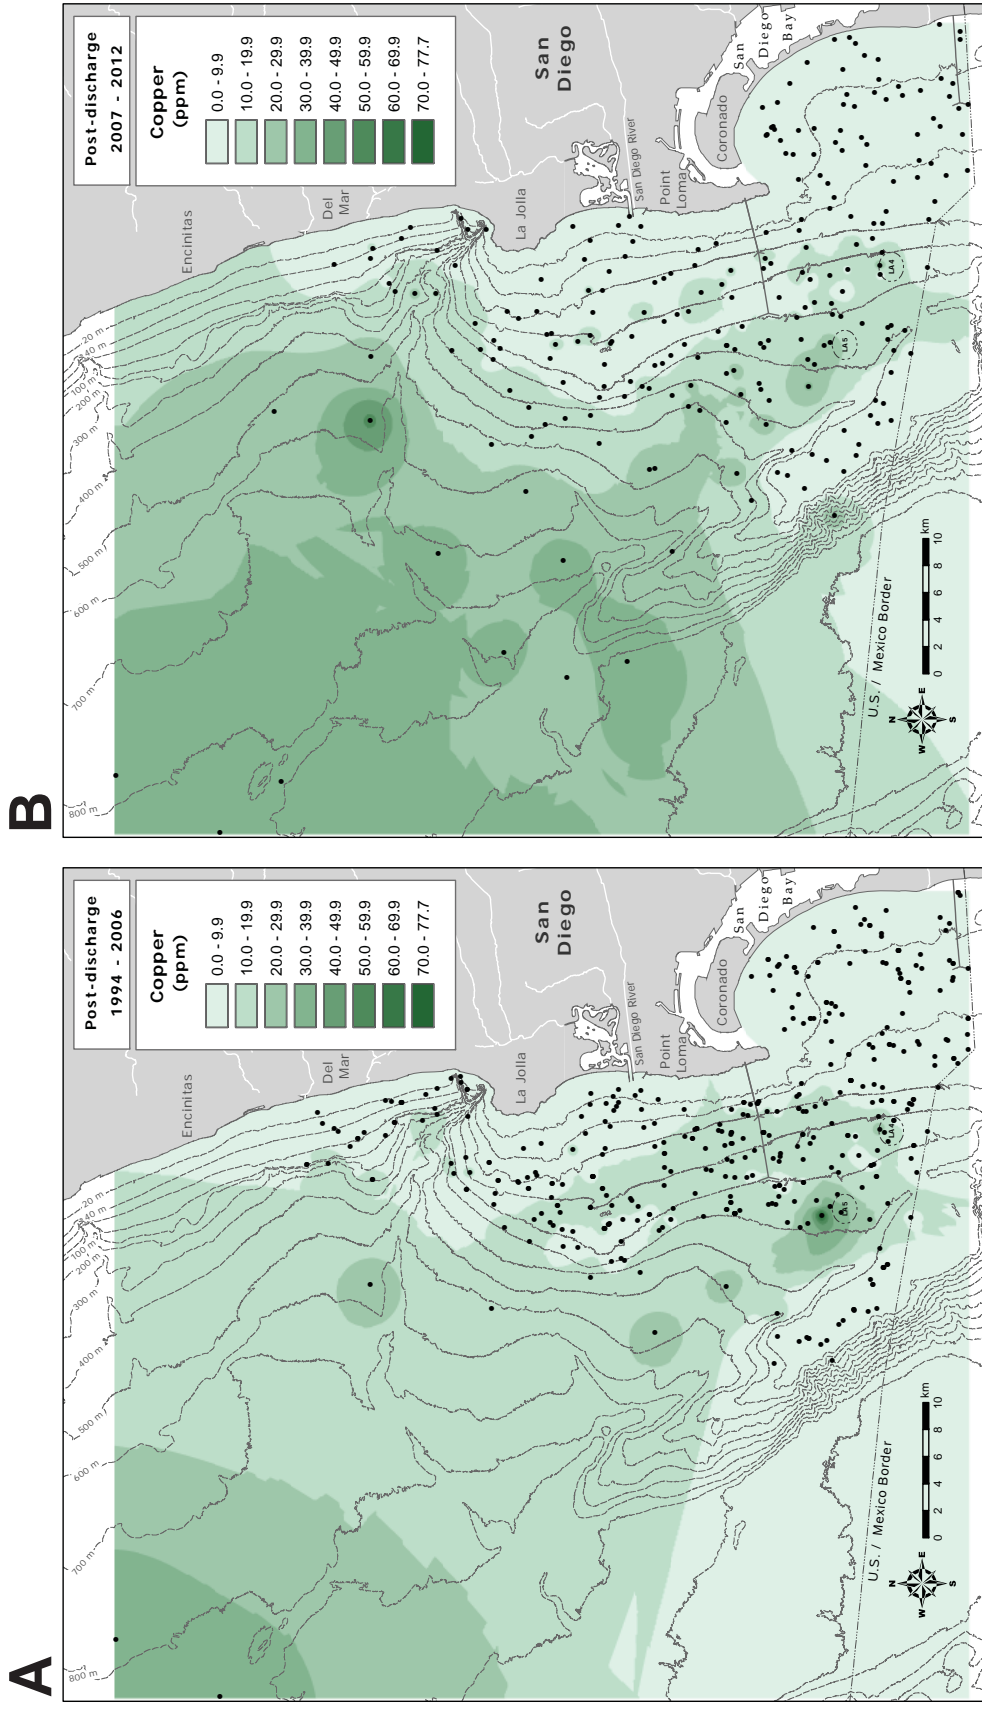 A
Post-discharge
1994 - 2006
Copper
(ppm)
0.0 - 9.9
10.0 - 19.9
20.0 - 29.9
30.0 - 39.9
40.0 - 49.9
50.0 - 59.9
60.0 - 69.9
70.0 - 77.7
Encinitas
Del
Mar
La Jolla
San
Diego
San Diego River
Point
Loma
Coronado
San
Diego
Bay
20 m
40 m
100 m
200 m
300 m
400 m
500 m
600 m
700 m
800 m
LA5
LA4
U.S. / Mexico Border
N
E
S
W
0 2 4 6 8 10
km
B
Post-discharge
2007 - 2012
Copper
(ppm)
0.0 - 9.9
10.0 - 19.9
20.0 - 29.9
30.0 - 39.9
40.0 - 49.9
50.0 - 59.9
60.0 - 69.9
70.0 - 77.7
Encinitas
Del
Mar
La Jolla
San
Diego
San Diego River
Point
Loma
Coronado
San
Diego
Bay
20 m
40 m
100 m
200 m
300 m
400 m
500 m
600 m
700 m
800 m
LA5
LA4
U.S. / Mexico Border
N
E
S
W
0 2 4 6 8 10
km